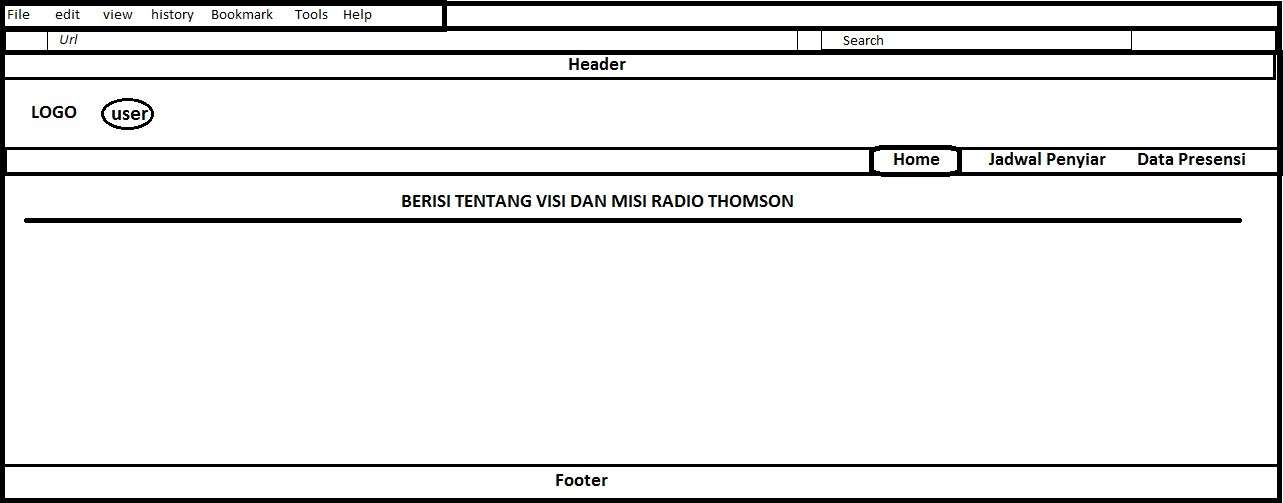 File edit view history Bookmark Tools Help
Url Search
Header
LOGO user
Home Jadwal Penyiar Data Presensi
BERISI TENTANG VISI DAN MISI RADIO THOMSON
Footer